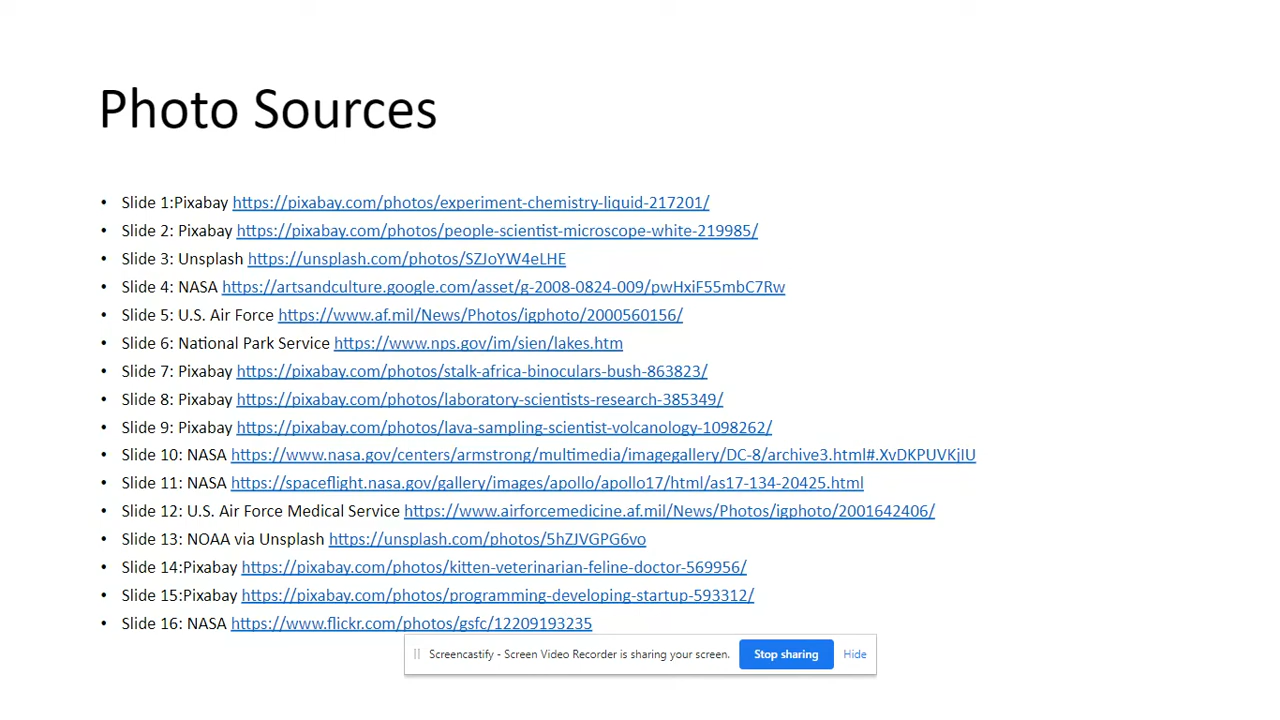 Photo Sources
• Slide 1:Pixabay https://pixabay.com/photos/experiment-chemistry-liquid-217201/
• Slide 2: Pixabay https://pixabay.com/photos/people-scientist-microscope-white-219985/
• Slide 3: Unsplash https://unsplash.com/photos/SZJoYW4eLHE
• Slide 4: NASA https://artsandculture.google.com/asset/g-2008-0824-009/pwHxiF55mbC7Rw
• Slide 5: U.S. Air Force https://www.af.mil/News/Photos/igphoto/2000560156/
• Slide 6: National Park Service https://www.nps.gov/im/sien/lakes.htm
• Slide 7: Pixabay https://pixabay.com/photos/stalk-africa-binoculars-bush-863823/
• Slide 8: Pixabay https://pixabay.com/photos/laboratory-scientists-research-385349/
• Slide 9: Pixabay https://pixabay.com/photos/lava-sampling-scientist-volcanology-1098262/
• Slide 10: NASA https://www.nasa.gov/centers/armstrong/multimedia/imagegallery/DC-8/archive3.html#.XvDKPUVKjIU
• Slide 11: NASA https://spaceflight.nasa.gov/gallery/images/apollo/apollo17/html/as17-134-20425.html
• Slide 12: U.S. Air Force Medical Service https://www.airforcemedicine.af.mil/News/Photos/igphoto/2001642406/
• Slide 13: NOAA via Unsplash https://unsplash.com/photos/5hZJVGPG6vo
• Slide 14:Pixabay https://pixabay.com/photos/kitten-veterinarian-feline-doctor-569956/
• Slide 15:Pixabay https://pixabay.com/photos/programming-developing-startup-593312/
• Slide 16: NASA https://www.flickr.com/photos/gsfc/12209193235
Screencastify - Screen Video Recorder is sharing your screen. Stop sharing Hide